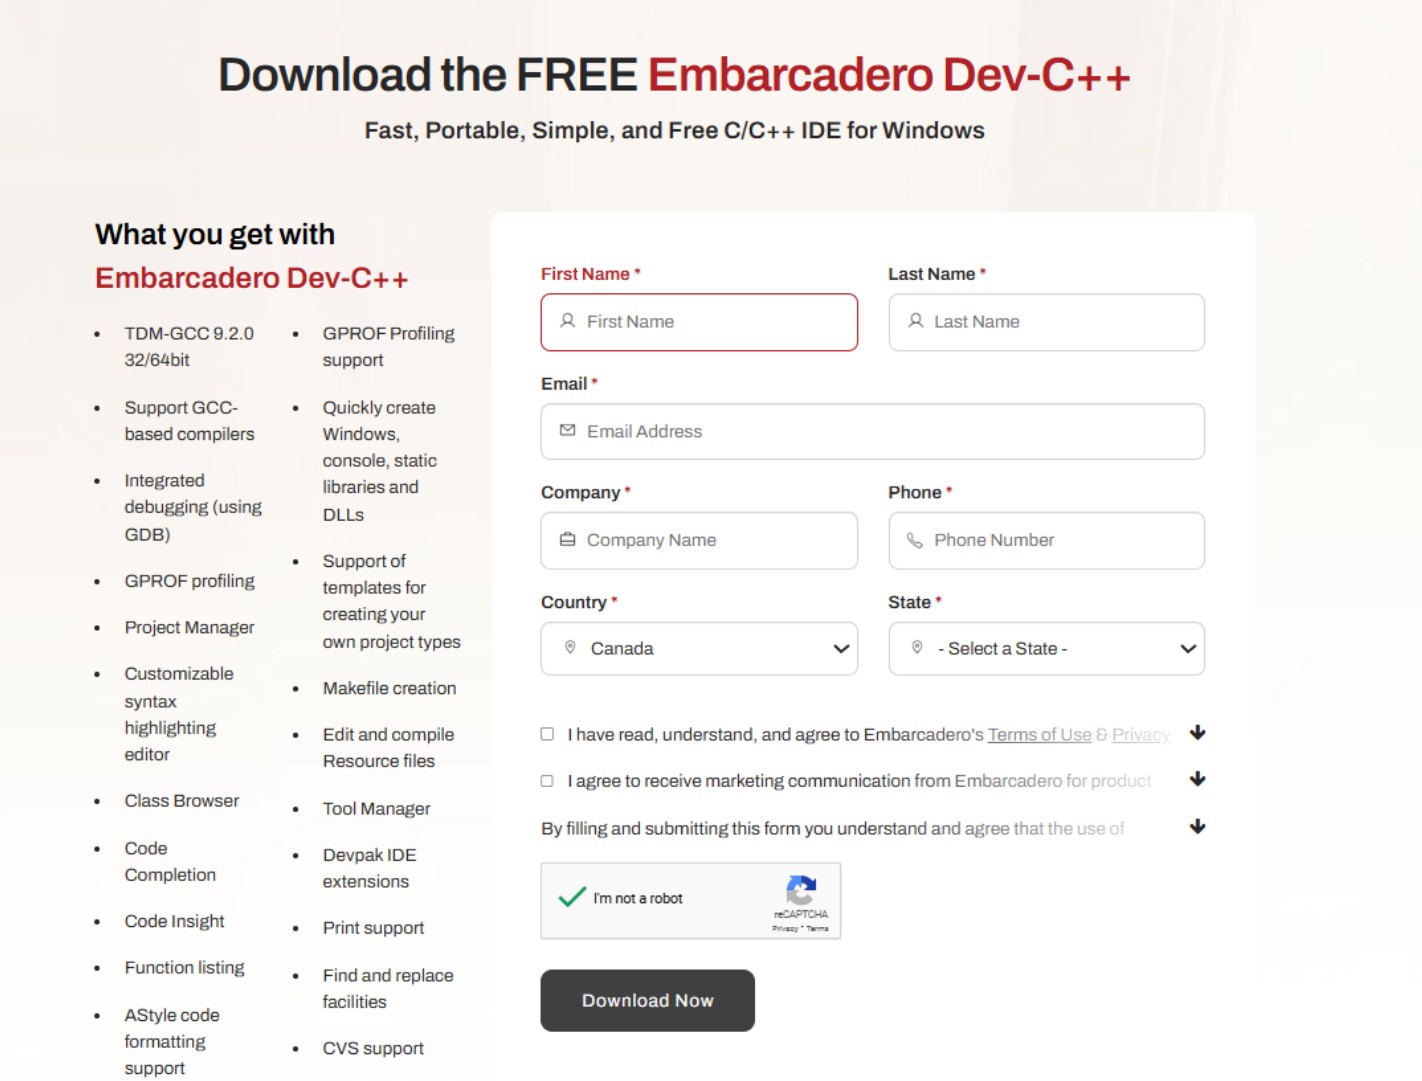 Download the FREE Embarcadero Dev-C++
Fast, Portable, Simple, and Free C/C++ IDE for Windows
What you get with
Embarcadero Dev-C++
TDM-GCC 9.2.0
32/64bit
Support GCC-
based compilers
Integrated
debugging (using
GDB)
GPROF profiling
Project Manager
Customizable
syntax
highlighting
editor
Class Browser
Code
Completion
Code Insight
Function listing
AStyle code
formatting
support
GPROF Profiling
support
Quickly create
Windows,
console, static
libraries and
DLLs
Support of
templates for
creating your
own project types
Makefile creation
Edit and compile
Resource files
Tool Manager
Devpak IDE
extensions
Print support
Find and replace
facilities
CVS support
First Name *
Last Name *
First Name
Last Name
Email *
Email Address
Company *
Phone *
Company Name
Phone Number
Country *
State *
Canada
- Select a State -
I have read, understand, and agree to Embarcadero's Terms of Use & Privacy
I agree to receive marketing communication from Embarcadero for product
By filling and submitting this form you understand and agree that the use of
I'm not a robot
reCAPTCHA
Privacy - Terms
Download Now